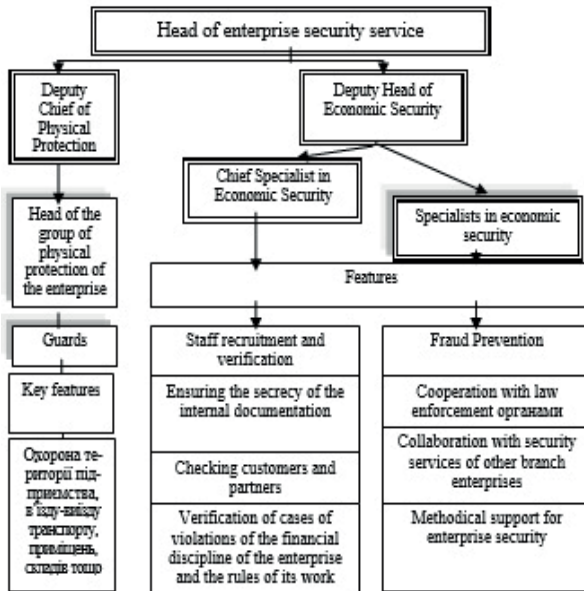 Head of enterprise security service
Deputy
Chief of
Physical
Protection
Deputy Head of
Economic Security
Chief Specialist in
Economic Security
Specialists in economic
security
Head of the
group of
physical
protection of
the enterprise
Features
Guards
Key features
Охорона те-
риторії під-
приємства,
в’їзду-виїзду
транспорту,
приміщень,
складів тощо
Staff recruitment and
verification
Ensuring the secrecy of the
internal documentation
Checking customers and
partners
Verification of cases of
violations of the financial
discipline of the enterprise
and the rules of its work
Fraud Prevention
Cooperation with law
enforcement органами
Collaboration with security
services of other branch
enterprises
Methodical support for
enterprise security